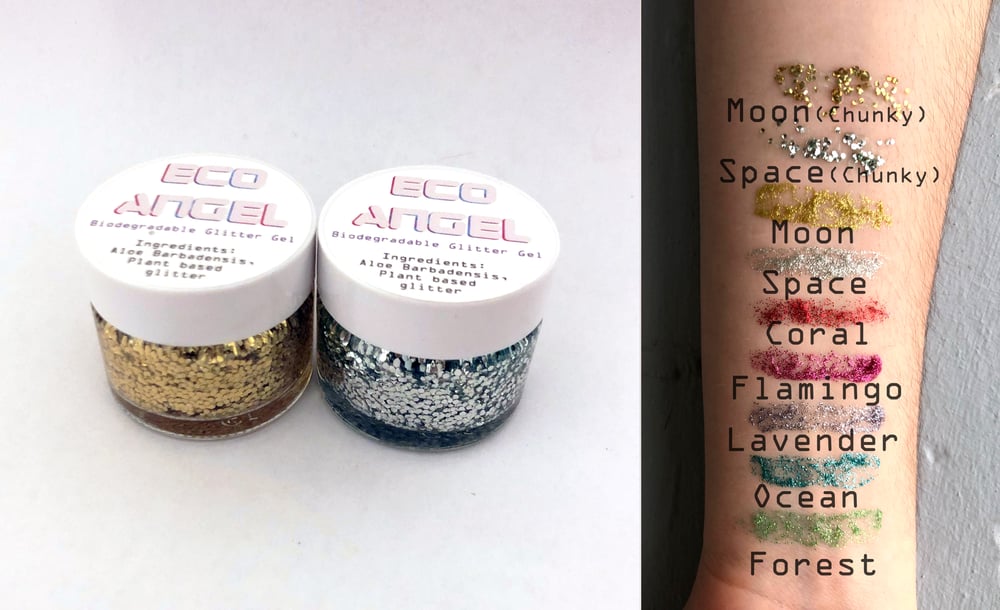 ECO
ANGEL
Biodegradable Glitter Gel
Ingredients:
Aloe Barbadensis,
Plant based
glitter
ECO
ANGEL
Biodegradable Glitter Gel
Ingredients:
Aloe Barbadensis,
Plant based
glitter
Moon(Chunky)
Space(Chunky)
Moon
Space
Coral
Flamingo
Lavender
Ocean
Forest